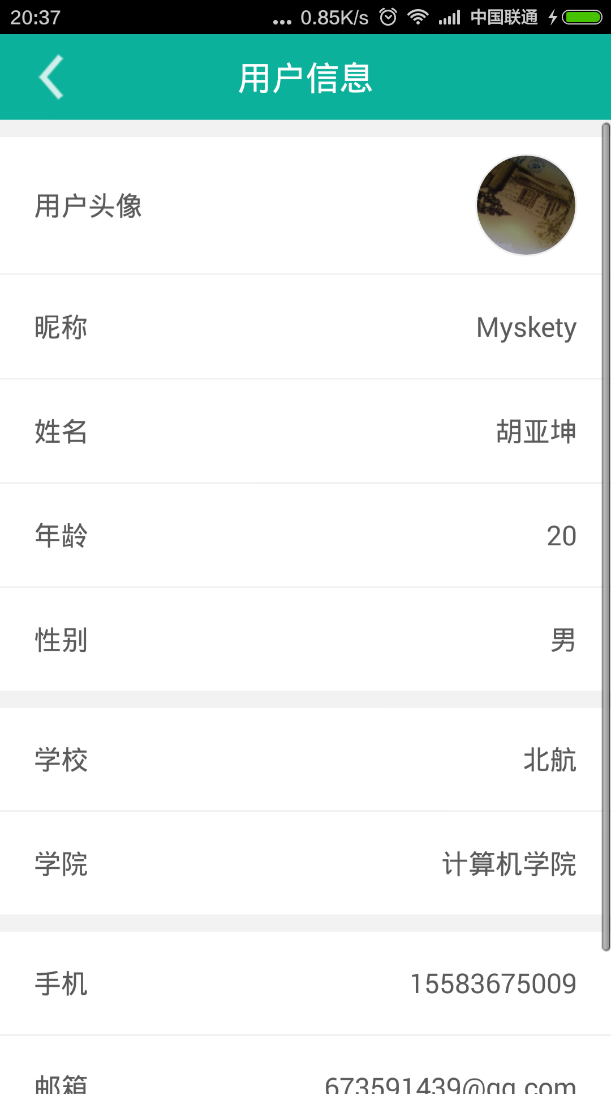 20:37 ... 0.85K/s 中国联通
用户信息
用户头像
昵称 Myskety
姓名 胡亚坤
年龄 20
性别 男
学校 北航
学院 计算机学院
手机 15583675009
邮箱 673591439@qq.com